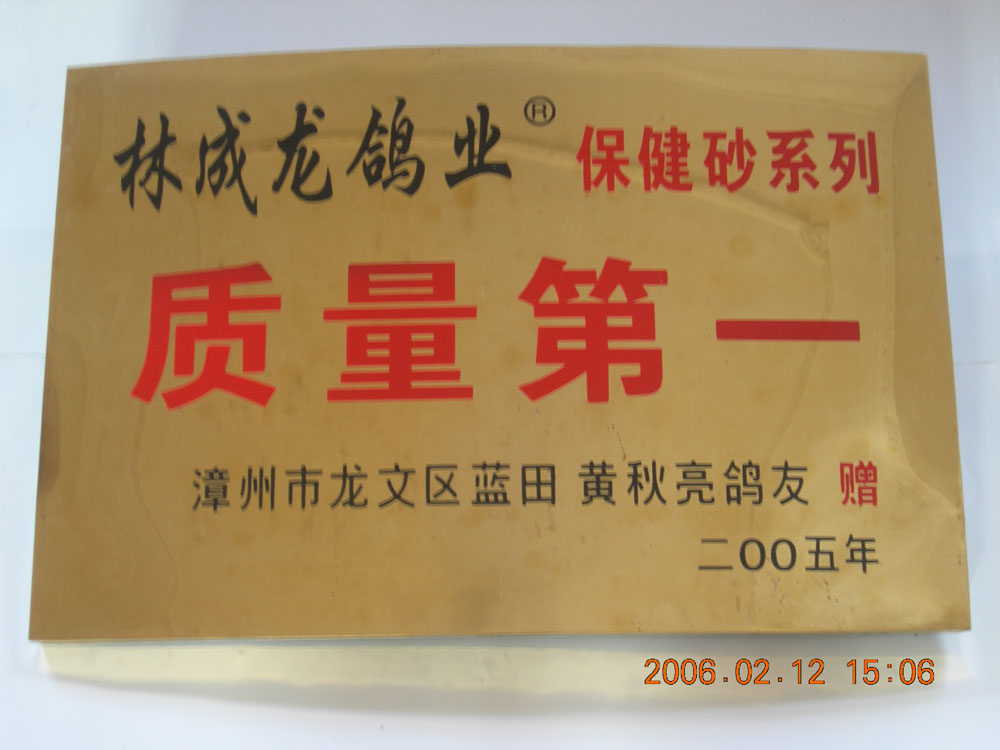 林成龙鸽业® 保健砂系列
质量第一
漳州市龙文区蓝田 黄秋亮鸽友 赠
二OO五年
2006.02.12 15:06